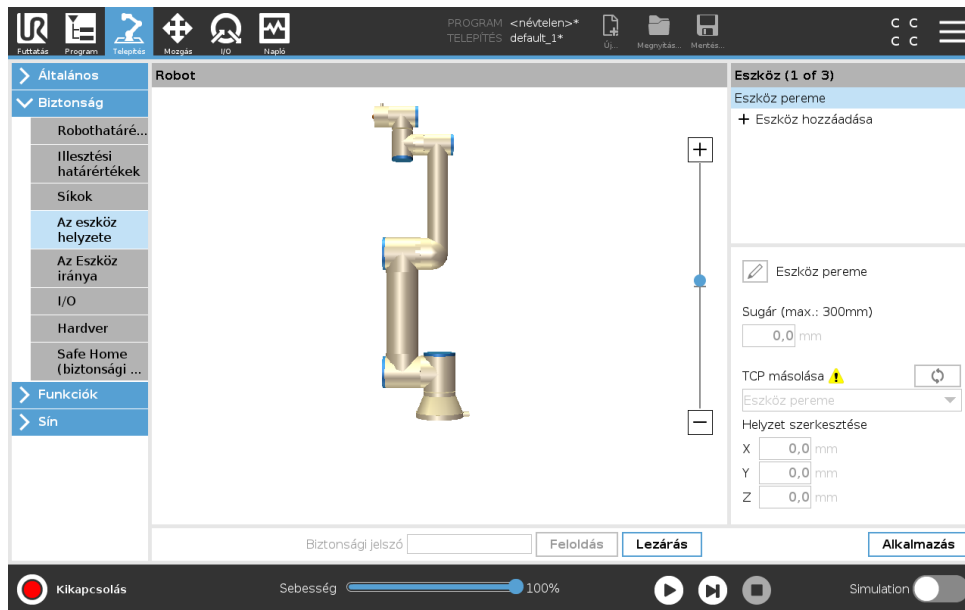 PROGRAM <névtelen>*
TELEPÍTÉS default_1*
Futtatás Program Telepítés Mozgás I/O Napló
Új... Megnyitás... Mentés...
C C
C C
Általános
Biztonság
Robothatáré...
Illesztési
határértékek
Síkok
Az eszköz
helyzete
Az Eszköz
iránya
I/O
Hardver
Safe Home
(biztonsági ...
Funkciók
Sín
Robot
Eszköz (1 of 3)
Eszköz pereme
+ Eszköz hozzáadása
Eszköz pereme
Sugár (max.: 300mm)
0,0 mm
TCP másolása
Eszköz pereme
Helyzet szerkesztése
X 0,0 mm
Y 0,0 mm
Z 0,0 mm
Biztonsági jelszó Feloldás Lezárás Alkalmazás
Kikapcsolás Sebesség 100% Simulation